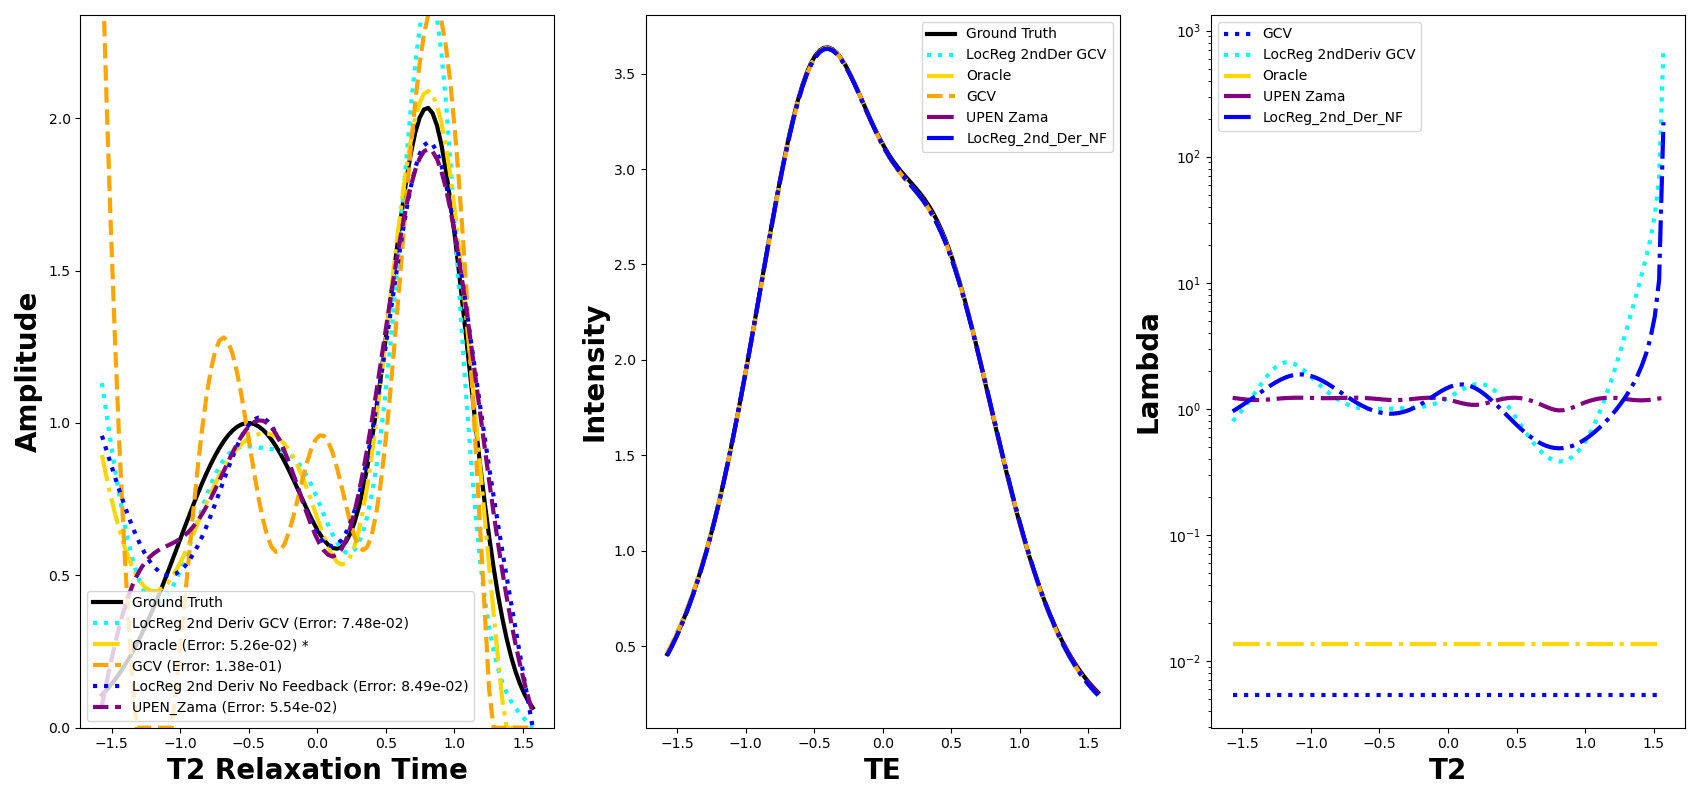 Amplitude
2.0
1.5
1.0
0.5
0.0
Ground Truth
LocReg 2nd Deriv GCV (Error: 7.48e-02)
Oracle (Error: 5.26e-02) *
GCV (Error: 1.38e-01)
LocReg 2nd Deriv No Feedback (Error: 8.49e-02)
UPEN_Zama (Error: 5.54e-02)
−1.5 −1.0 −0.5 0.0 0.5 1.0 1.5
T2 Relaxation Time
Intensity
3.5
3.0
2.5
2.0
1.5
1.0
0.5
Ground Truth
LocReg 2ndDer GCV
Oracle
GCV
UPEN Zama
LocReg_2nd_Der_NF
−1.5 −1.0 −0.5 0.0 0.5 1.0 1.5
TE
Lambda
10³
10²
10¹
10⁰
10⁻¹
10⁻²
GCV
LocReg 2ndDeriv GCV
Oracle
UPEN Zama
LocReg_2nd_Der_NF
−1.5 −1.0 −0.5 0.0 0.5 1.0 1.5
T2